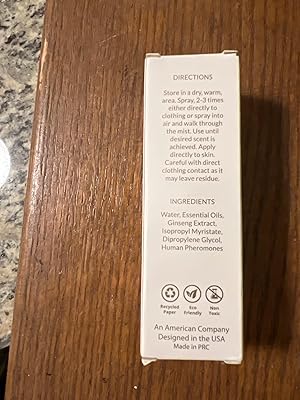 DIRECTIONS
Store in a dry, warm,
area. Spray, 2-3 times
either directly to
clothing or spray into
air and walk through
the mist. Use until
desired scent is
achieved. Apply
directly to skin.
Careful with direct
clothing contact as it
may leave residue.
INGREDIENTS
Water, Essential Oils,
Ginseng Extract,
Isopropyl Myristate,
Dipropylene Glycol,
Human Pheromones
Recycled
Paper
Eco
Friendly
Non
Toxic
An American Company
Designed in the USA
Made in PRC